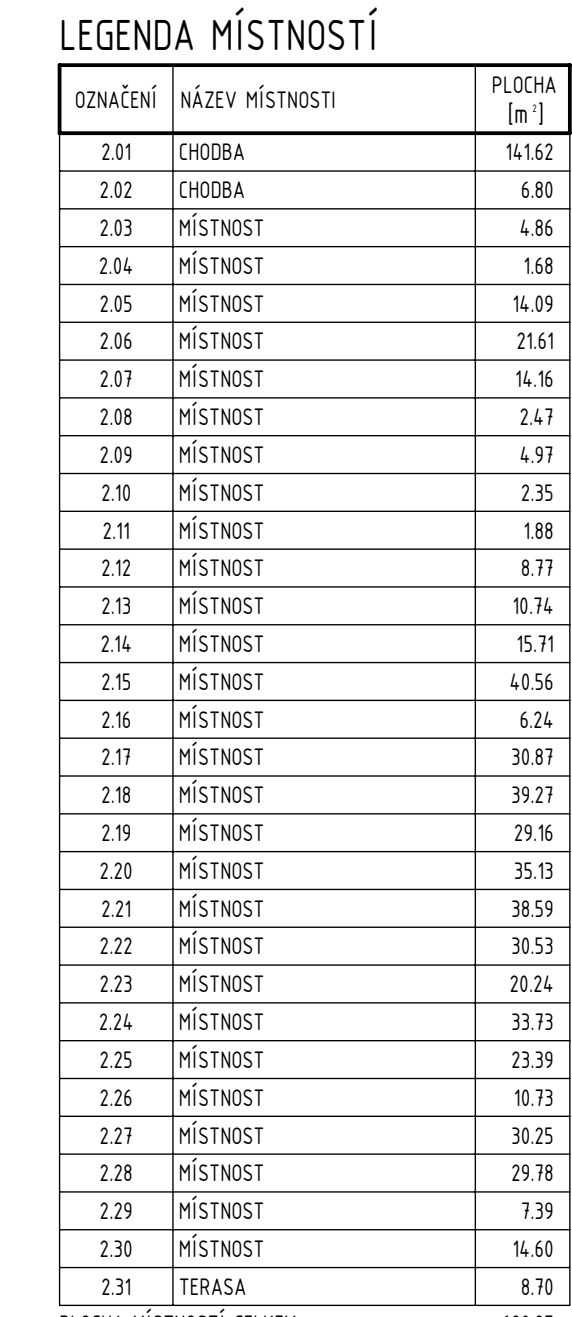 LEGENDA MÍSTNOSTÍ
OZNAČENÍ NÁZEV MÍSTNOSTI PLOCHA [m²]
2.01 CHODBA 141.62
2.02 CHODBA 6.80
2.03 MÍSTNOST 4.86
2.04 MÍSTNOST 1.68
2.05 MÍSTNOST 14.09
2.06 MÍSTNOST 21.61
2.07 MÍSTNOST 14.16
2.08 MÍSTNOST 2.47
2.09 MÍSTNOST 4.97
2.10 MÍSTNOST 2.35
2.11 MÍSTNOST 1.88
2.12 MÍSTNOST 8.77
2.13 MÍSTNOST 10.74
2.14 MÍSTNOST 15.71
2.15 MÍSTNOST 40.56
2.16 MÍSTNOST 6.24
2.17 MÍSTNOST 30.87
2.18 MÍSTNOST 39.27
2.19 MÍSTNOST 29.16
2.20 MÍSTNOST 35.13
2.21 MÍSTNOST 38.59
2.22 MÍSTNOST 30.53
2.23 MÍSTNOST 20.24
2.24 MÍSTNOST 33.73
2.25 MÍSTNOST 23.39
2.26 MÍSTNOST 10.73
2.27 MÍSTNOST 30.25
2.28 MÍSTNOST 29.78
2.29 MÍSTNOST 7.39
2.30 MÍSTNOST 14.60
2.31 TERASA 8.70